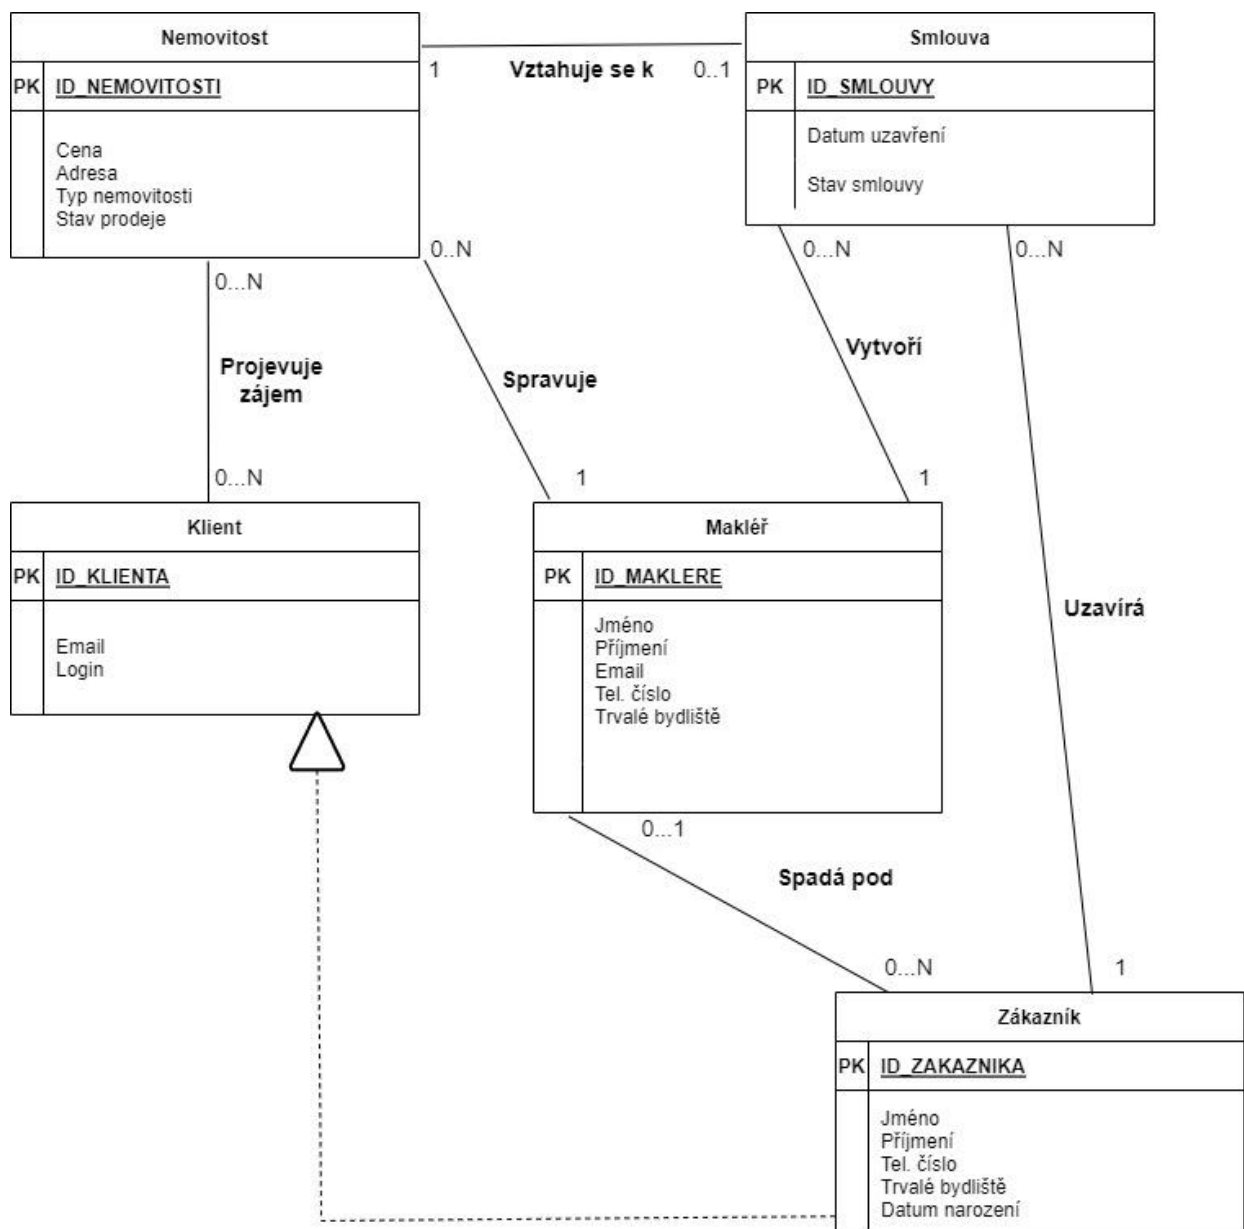 Nemovitost
PK ID_NEMOVITOSTI
Cena
Adresa
Typ nemovitosti
Stav prodeje
1 Vztahuje se k 0..1
Smlouva
PK ID_SMLOUVY
Datum uzavření
Stav smlouvy
0...N
0..N
0...N
0...N
Projevuje
zájem
Spravuje
Vytvoří
0...N
1
1
Klient
PK ID_KLIENTA
Email
Login
Makléř
PK ID_MAKLERE
Jméno
Příjmení
Email
Tel. číslo
Trvalé bydliště
Uzavírá
0...1
Spadá pod
0...N
1
Zákazník
PK ID_ZAKAZNIKA
Jméno
Příjmení
Tel. číslo
Trvalé bydliště
Datum narození